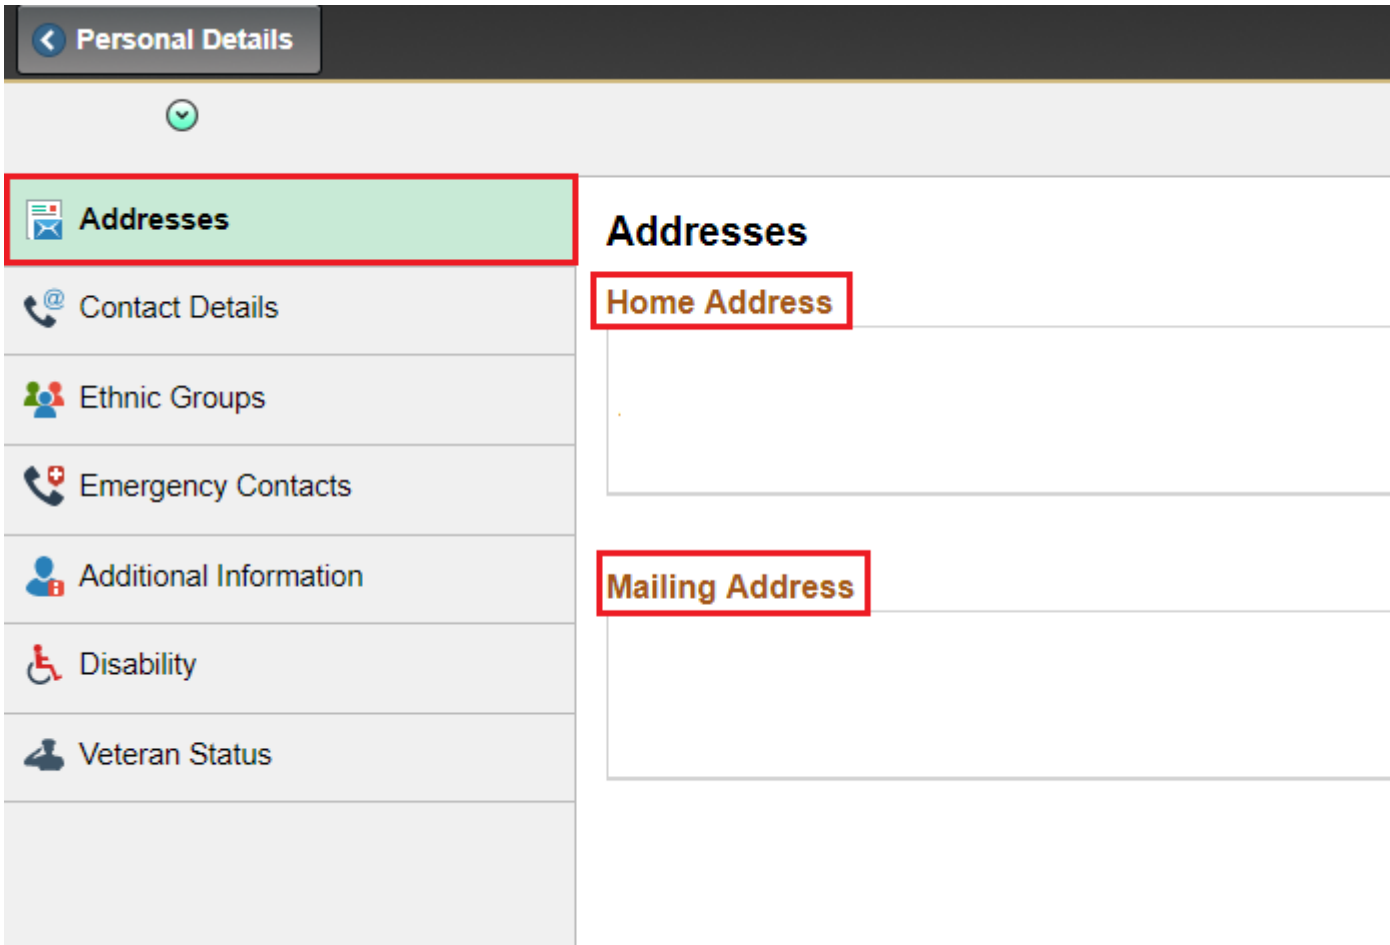 Personal Details
Addresses
Contact Details
Ethnic Groups
Emergency Contacts
Additional Information
Disability
Veteran Status
Addresses
Home Address
Mailing Address